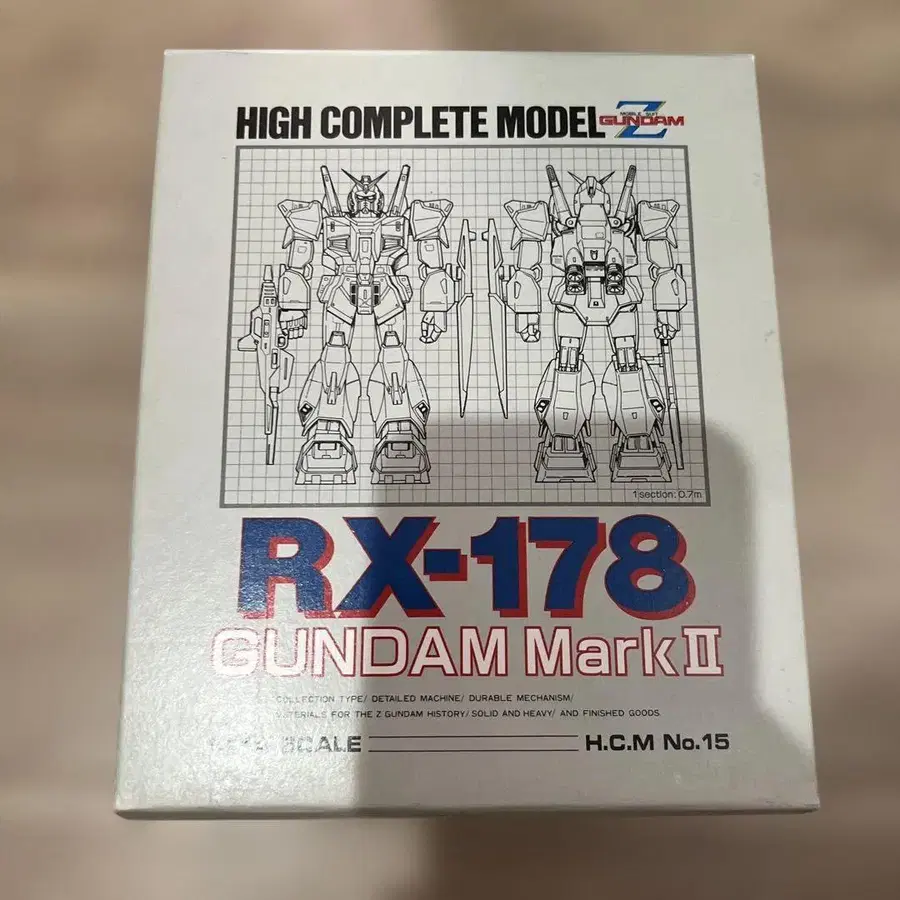 HIGH COMPLETE MODEL
MOBILE SUIT
Z
GUNDAM
1 section: 0.7m
RX-178
GUNDAM Mark II
COLLECTION TYPE/ DETAILED MACHINE/ DURABLE MECHANISM/
MATERIALS FOR THE Z GUNDAM HISTORY/ SOLID AND HEAVY/ AND FINISHED GOODS.
SCALE
H.C.M No.15